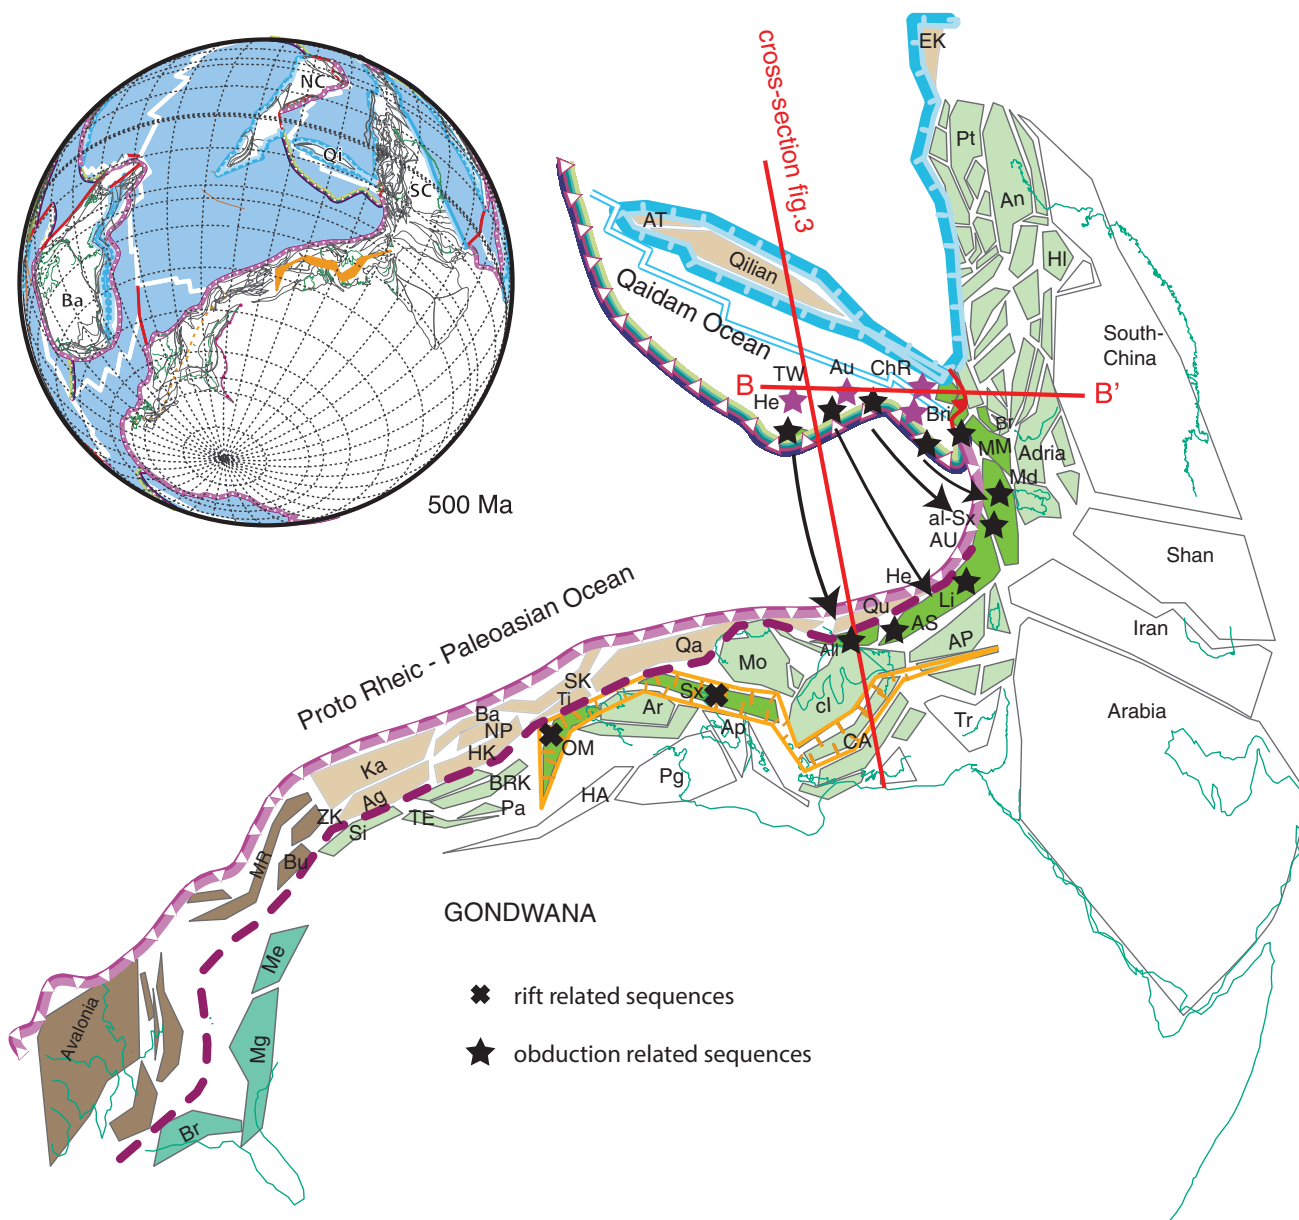 NC
Qi
SC
Ba
500 Ma
cross-section fig.3
EK
Pt
An
Hl
South-
China
AT
Qilian
Qaidam Ocean
TW
Au
ChR
B
B'
He
Bri
Br
MM
Adria
Md
al-Sx
AU
Shan
He
Li
Qu
AS
All
AP
Iran
Proto Rheic - Paleoasian Ocean
Qa
Mo
SK
Ti
Sx
Ar
cl
Arabia
Ba
NP
Ap
Tr
OM
CA
HK
Ka
Pg
BRK
HA
Ag
Pa
ZK
TE
Si
MR
Bu
GONDWANA
Me
rift related sequences
Avalonia
Mg
obduction related sequences
Br